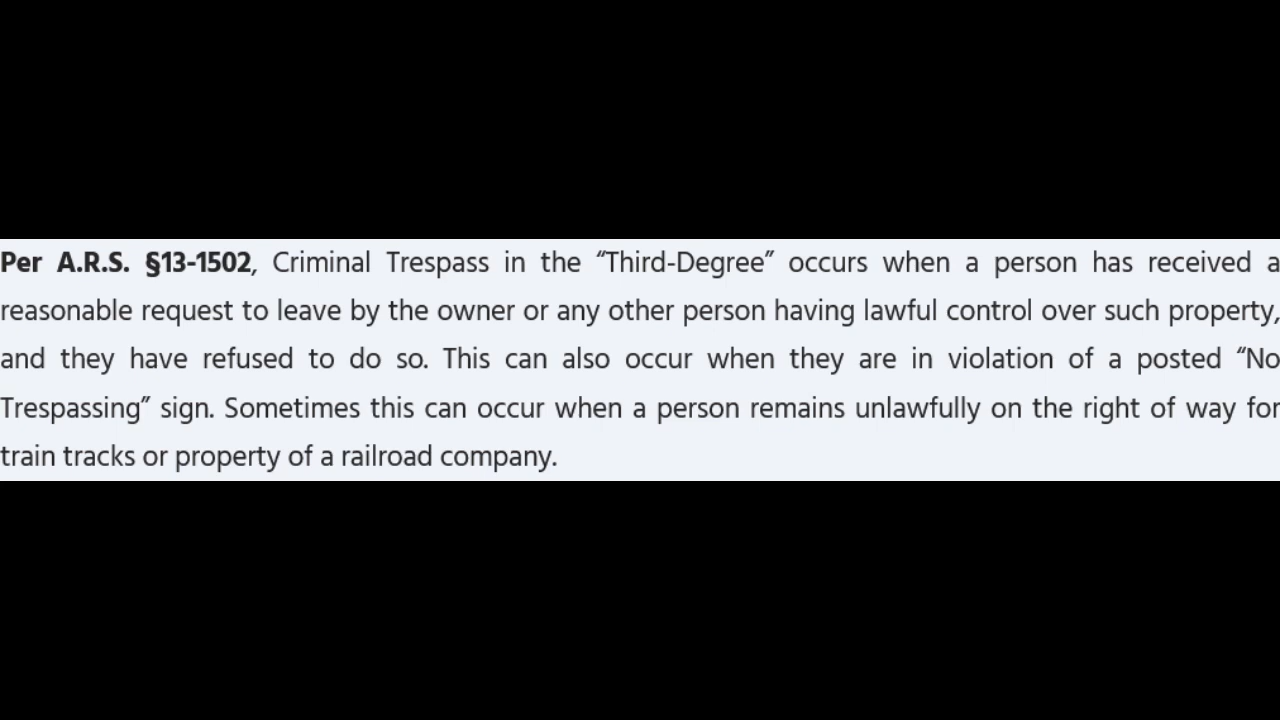 Per A.R.S. §13-1502, Criminal Trespass in the “Third-Degree” occurs when a person has received a
reasonable request to leave by the owner or any other person having lawful control over such property,
and they have refused to do so. This can also occur when they are in violation of a posted “No
Trespassing” sign. Sometimes this can occur when a person remains unlawfully on the right of way for
train tracks or property of a railroad company.